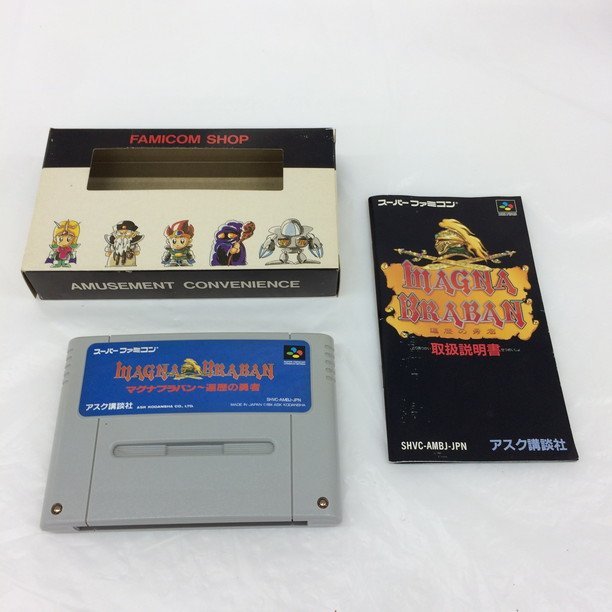 FAMICOM SHOP
AMUSEMENT CONVENIENCE
スーパーファミコン
MAGNA BRABAN
マグナブラバン〜遍歴の勇者
SHVC-AMBJ-JPN
アスク講談社
ASK KODANSHA CO., LTD.
MADE IN JAPAN © 1994 ASK KODANSHA
スーパーファミコン
MAGNA
BRABAN
遍歴の勇者
取扱説明書
SHVC-AMBJ-JPN
アスク講談社